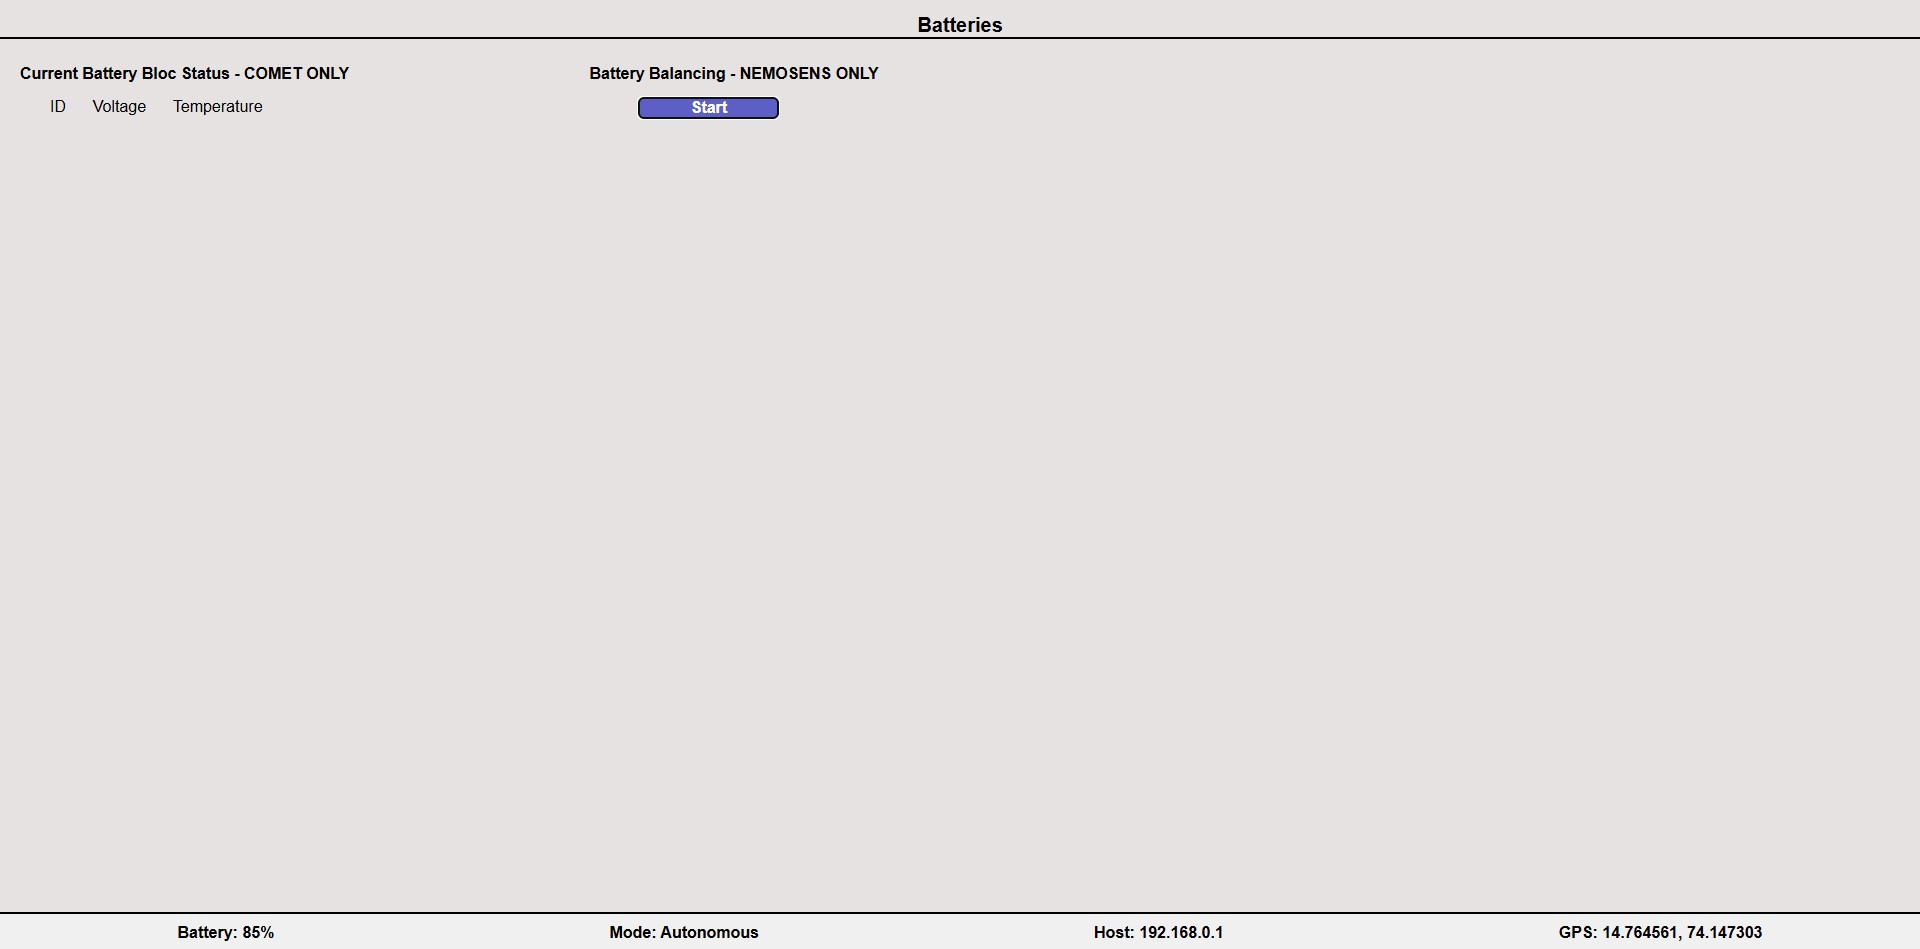 Batteries
Current Battery Bloc Status - COMET ONLY
Battery Balancing - NEMOSENS ONLY
ID Voltage Temperature
Start
Battery: 85% Mode: Autonomous Host: 192.168.0.1 GPS: 14.764561, 74.147303